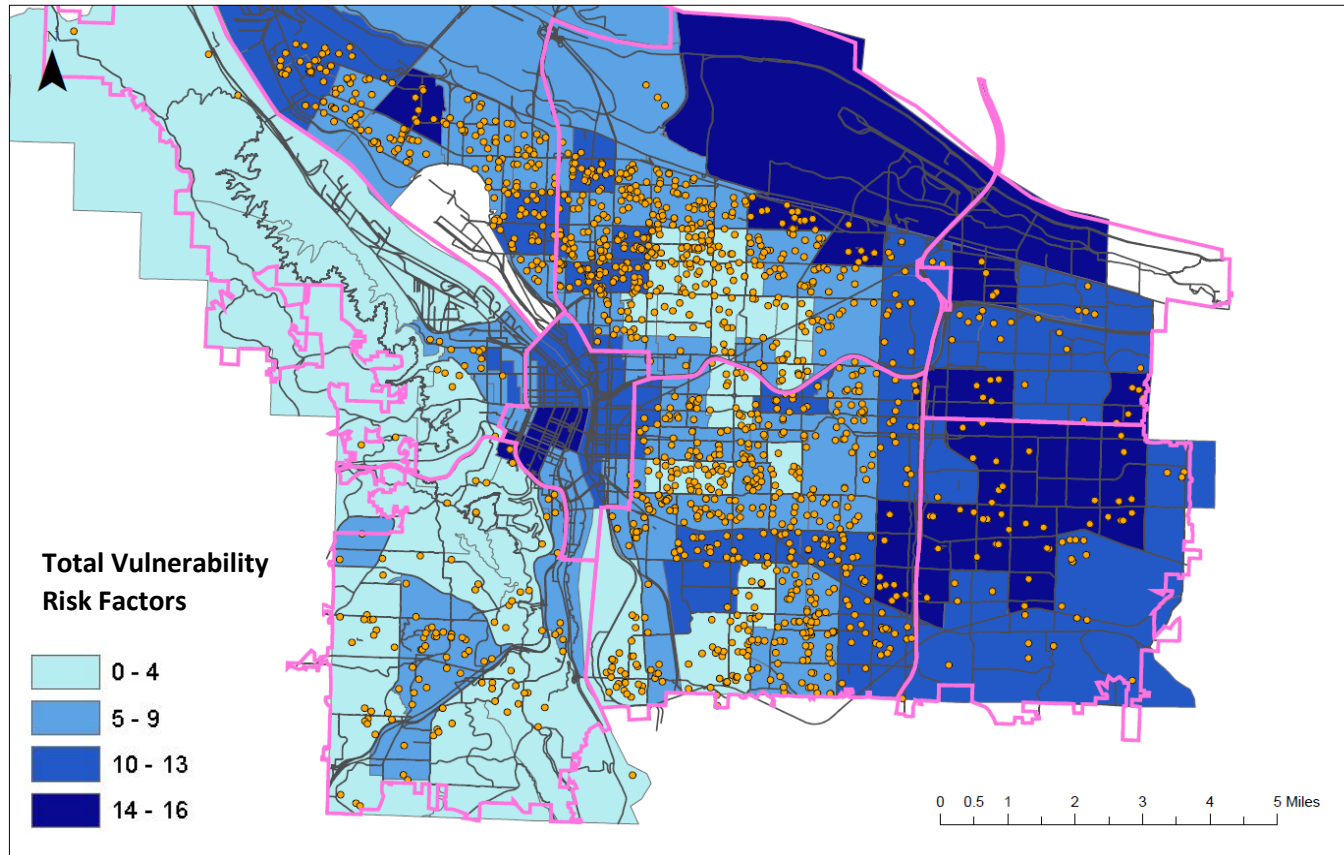 N
Total Vulnerability
Risk Factors
0 - 4
5 - 9
10 - 13
14 - 16
0 0.5 1 2 3 4 5 Miles